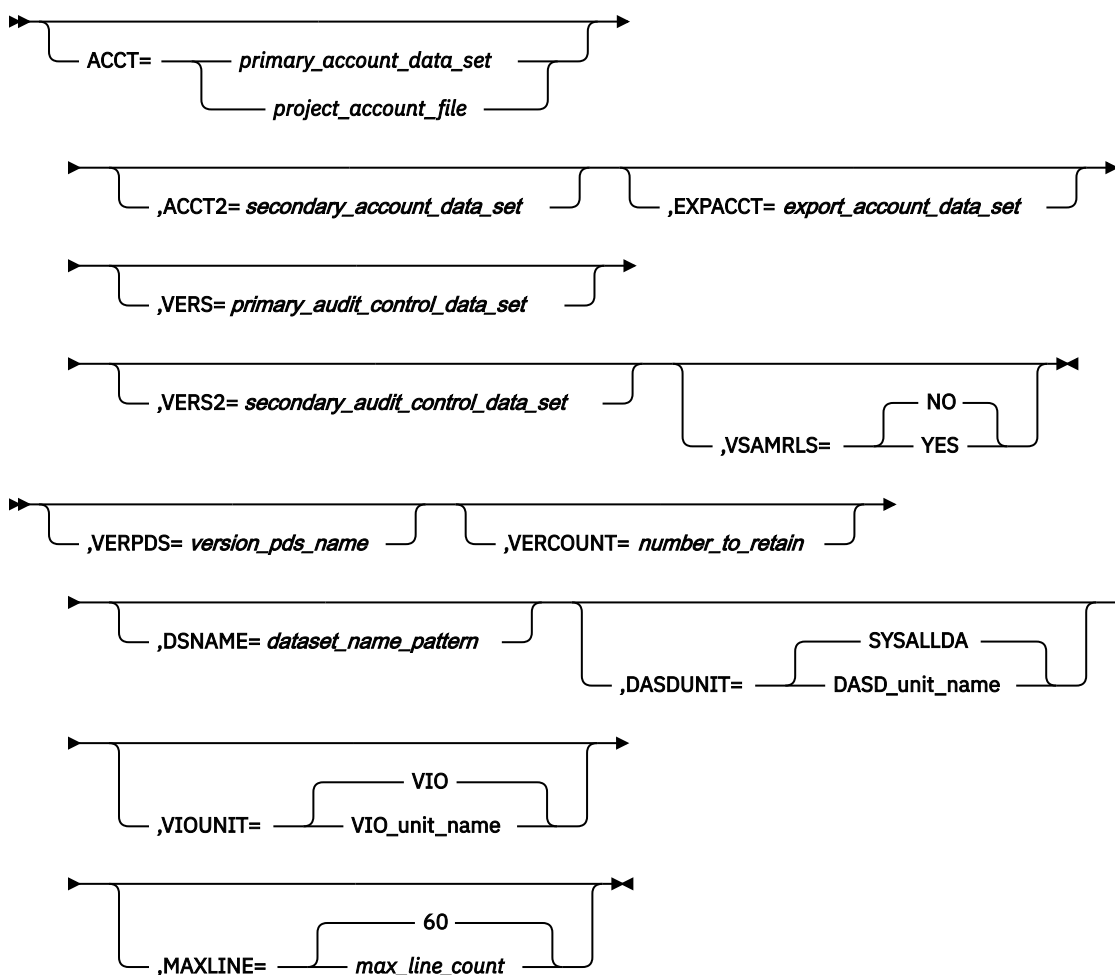 ACCT= primary_account_data_set
project_account_file
,ACCT2= secondary_account_data_set ,EXPACCT= export_account_data_set
,VERS= primary_audit_control_data_set
,VERS2= secondary_audit_control_data_set
NO
,VSAMRLS= YES
,VERPDS= version_pds_name ,VERCOUNT= number_to_retain
,DSNAME= dataset_name_pattern
SYSALLDA
,DASDUNIT= DASD_unit_name
VIO
,VIOUNIT= VIO_unit_name
60
,MAXLINE= max_line_count